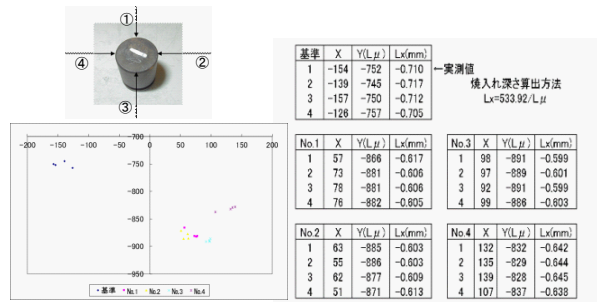 ①
④ ②
③
-200 -150 -100 -50 0 50 100 150 200
-700
-750
-800
-850
-900
-950
基準 No.1 No.2 No.3 No.4
基準 X Y(Lμ) Lx(mm)
1 -154 -752 -0.710
2 -139 -745 -0.717
3 -157 -750 -0.712
4 -126 -757 -0.705
←実測値
焼入れ深さ算出方法
Lx=533.92/Lμ
No.1 X Y(Lμ) Lx(mm)
1 57 -866 -0.617
2 73 -881 -0.606
3 78 -881 -0.606
4 76 -882 -0.605
No.3 X Y(Lμ) Lx(mm)
1 98 -891 -0.599
2 97 -889 -0.601
3 92 -891 -0.599
4 99 -886 -0.603
No.2 X Y(Lμ) Lx(mm)
1 63 -885 -0.603
2 55 -886 -0.603
3 62 -877 -0.609
4 51 -871 -0.613
No.4 X Y(Lμ) Lx(mm)
1 132 -832 -0.642
2 135 -829 -0.644
3 139 -828 -0.645
4 107 -837 -0.638